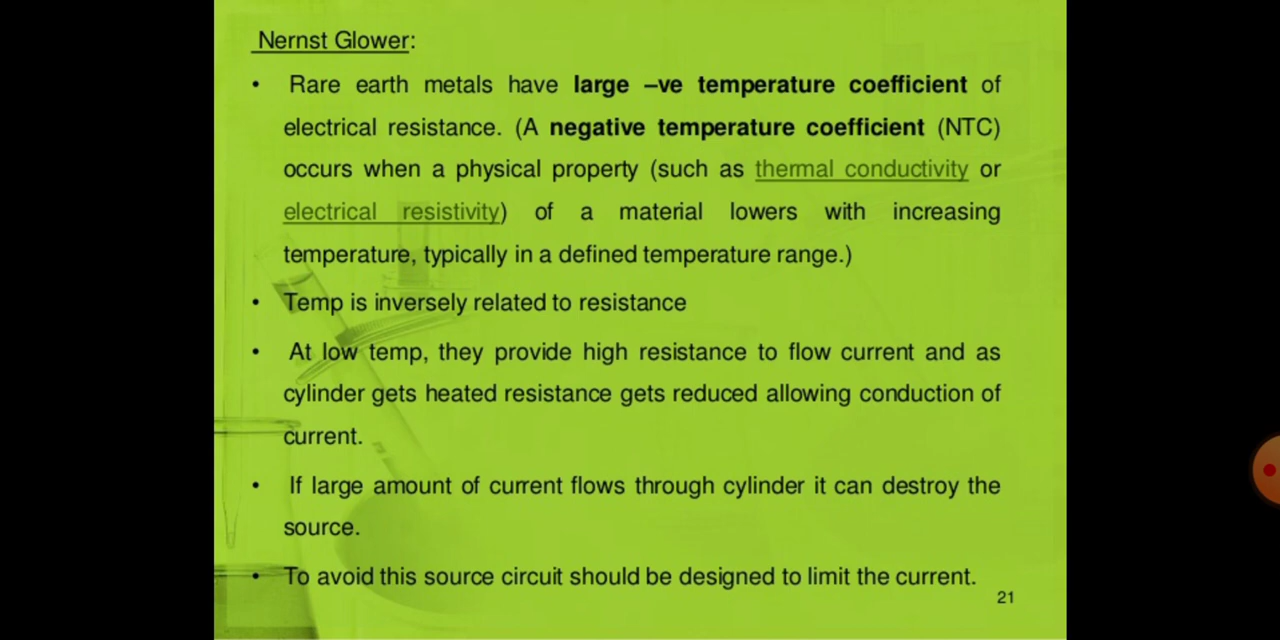 Nernst Glower:
• Rare earth metals have large –ve temperature coefficient of
electrical resistance. (A negative temperature coefficient (NTC)
occurs when a physical property (such as thermal conductivity or
electrical resistivity) of a material lowers with increasing
temperature, typically in a defined temperature range.)
• Temp is inversely related to resistance
• At low temp, they provide high resistance to flow current and as
cylinder gets heated resistance gets reduced allowing conduction of
current.
• If large amount of current flows through cylinder it can destroy the
source.
• To avoid this source circuit should be designed to limit the current.
21